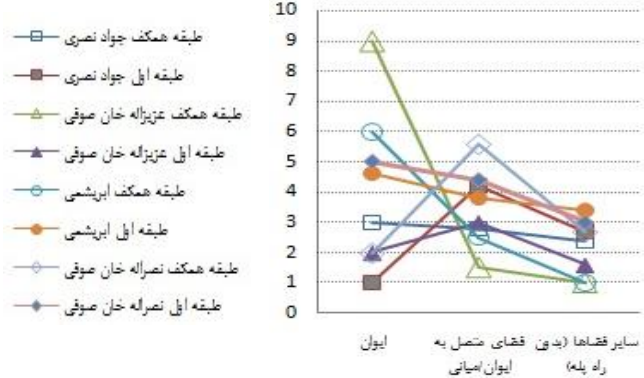 طبقه همکف جواد نصری
طبقه اول جواد نصری
طبقه همکف عزیزاله خان صوفی
طبقه اول عزیزاله خان صوفی
طبقه همکف ابریشمی
طبقه اول ابریشمی
طبقه همکف نصراله خان صوفی
طبقه اول نصراله خان صوفی
10
9
8
7
6
5
4
3
2
1
0
ایوان
فضای متصل به
ایوان/میانی
سایر فضاها (بدون
راه پله)